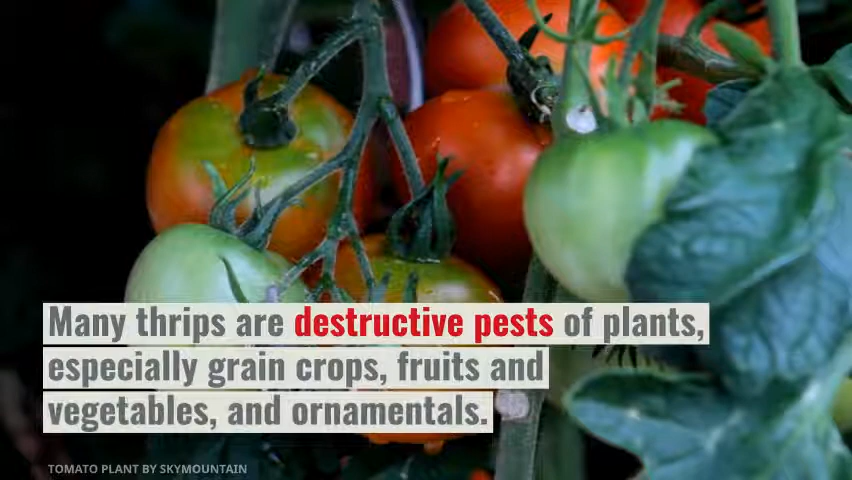 Many thrips are destructive pests of plants,
especially grain crops, fruits and
vegetables, and ornamentals.
TOMATO PLANT BY SKYMOUNTAIN